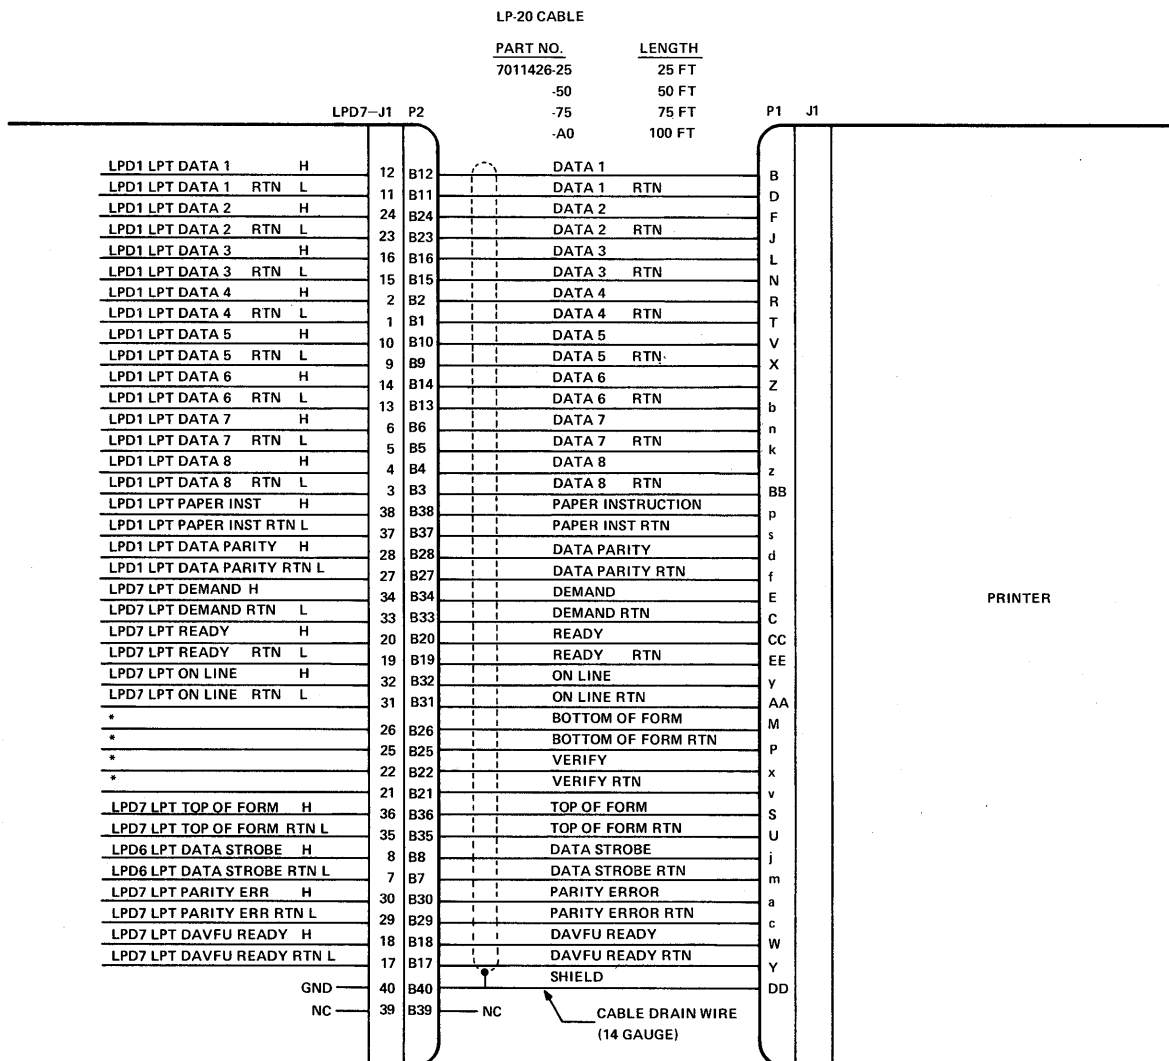 LP-20 CABLE
PART NO. LENGTH
7011426-25 25 FT
-50 50 FT
-75 75 FT
-A0 100 FT
LPD7-J1 P2 P1 J1
LPD1 LPT DATA 1 H 12 B12 DATA 1 B
LPD1 LPT DATA 1 RTN L 11 B11 DATA 1 RTN D
LPD1 LPT DATA 2 H 24 B24 DATA 2 F
LPD1 LPT DATA 2 RTN L 23 B23 DATA 2 RTN J
LPD1 LPT DATA 3 H 16 B16 DATA 3 L
LPD1 LPT DATA 3 RTN L 15 B15 DATA 3 RTN N
LPD1 LPT DATA 4 H 2 B2 DATA 4 R
LPD1 LPT DATA 4 RTN L 1 B1 DATA 4 RTN T
LPD1 LPT DATA 5 H 10 B10 DATA 5 V
LPD1 LPT DATA 5 RTN L 9 B9 DATA 5 RTN X
LPD1 LPT DATA 6 H 14 B14 DATA 6 Z
LPD1 LPT DATA 6 RTN L 13 B13 DATA 6 RTN b
LPD1 LPT DATA 7 H 6 B6 DATA 7 n
LPD1 LPT DATA 7 RTN L 5 B5 DATA 7 RTN k
LPD1 LPT DATA 8 H 4 B4 DATA 8 z
LPD1 LPT DATA 8 RTN L 3 B3 DATA 8 RTN BB
LPD1 LPT PAPER INST H 38 B38 PAPER INSTRUCTION p
LPD1 LPT PAPER INST RTN L 37 B37 PAPER INST RTN s
LPD1 LPT DATA PARITY H 28 B28 DATA PARITY d
LPD1 LPT DATA PARITY RTN L 27 B27 DATA PARITY RTN f
LPD7 LPT DEMAND H 34 B34 DEMAND E
LPD7 LPT DEMAND RTN L 33 B33 DEMAND RTN C
LPD7 LPT READY H 20 B20 READY CC
LPD7 LPT READY RTN L 19 B19 READY RTN EE
LPD7 LPT ON LINE H 32 B32 ON LINE y
LPD7 LPT ON LINE RTN L 31 B31 ON LINE RTN AA
* 26 B26 BOTTOM OF FORM M
* 25 B25 BOTTOM OF FORM RTN P
* 22 B22 VERIFY x
* 21 B21 VERIFY RTN v
LPD7 LPT TOP OF FORM H 36 B36 TOP OF FORM S
LPD7 LPT TOP OF FORM RTN L 35 B35 TOP OF FORM RTN U
LPD6 LPT DATA STROBE H 8 B8 DATA STROBE j
LPD6 LPT DATA STROBE RTN L 7 B7 DATA STROBE RTN m
LPD7 LPT PARITY ERR H 30 B30 PARITY ERROR a
LPD7 LPT PARITY ERR RTN L 29 B29 PARITY ERROR RTN c
LPD7 LPT DAVFU READY H 18 B18 DAVFU READY W
LPD7 LPT DAVFU READY RTN L 17 B17 DAVFU READY RTN Y
GND 40 B40 SHIELD DD
NC 39 B39 NC
CABLE DRAIN WIRE
(14 GAUGE)
PRINTER